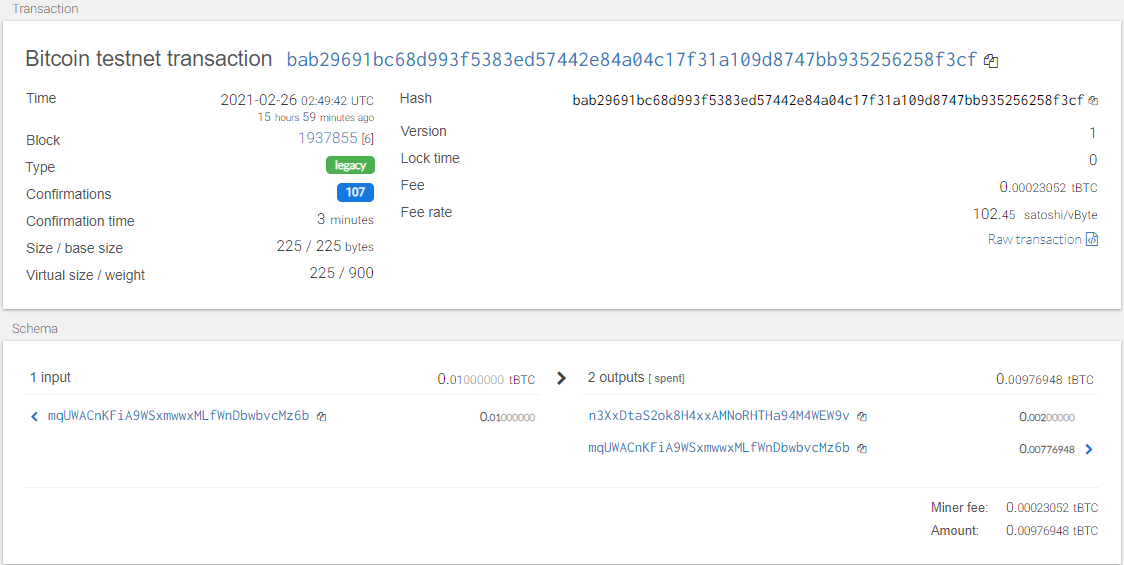 Transaction
Bitcoin testnet transaction bab29691bc68d993f5383ed57442e84a04c17f31a109d8747bb935256258f3cf
Time 2021-02-26 02:49:42 UTC
15 hours 59 minutes ago
Block 1937855 [6]
Type legacy
Confirmations 107
Confirmation time 3 minutes
Size / base size 225 / 225 bytes
Virtual size / weight 225 / 900
Hash bab29691bc68d993f5383ed57442e84a04c17f31a109d8747bb935256258f3cf
Version 1
Lock time 0
Fee 0.00023052 tBTC
Fee rate 102.45 satoshi/vByte
Raw transaction
Schema
1 input 0.01000000 tBTC
mqUWACnKFiA9WSxmwwxMLfWnDbwbvcMz6b 0.01000000
2 outputs [ spent] 0.00976948 tBTC
n3XxDtaS2ok8H4xxAMNoRHTHa94M4WEW9v 0.00200000
mqUWACnKFiA9WSxmwwxMLfWnDbwbvcMz6b 0.00776948
Miner fee: 0.00023052 tBTC
Amount: 0.00976948 tBTC